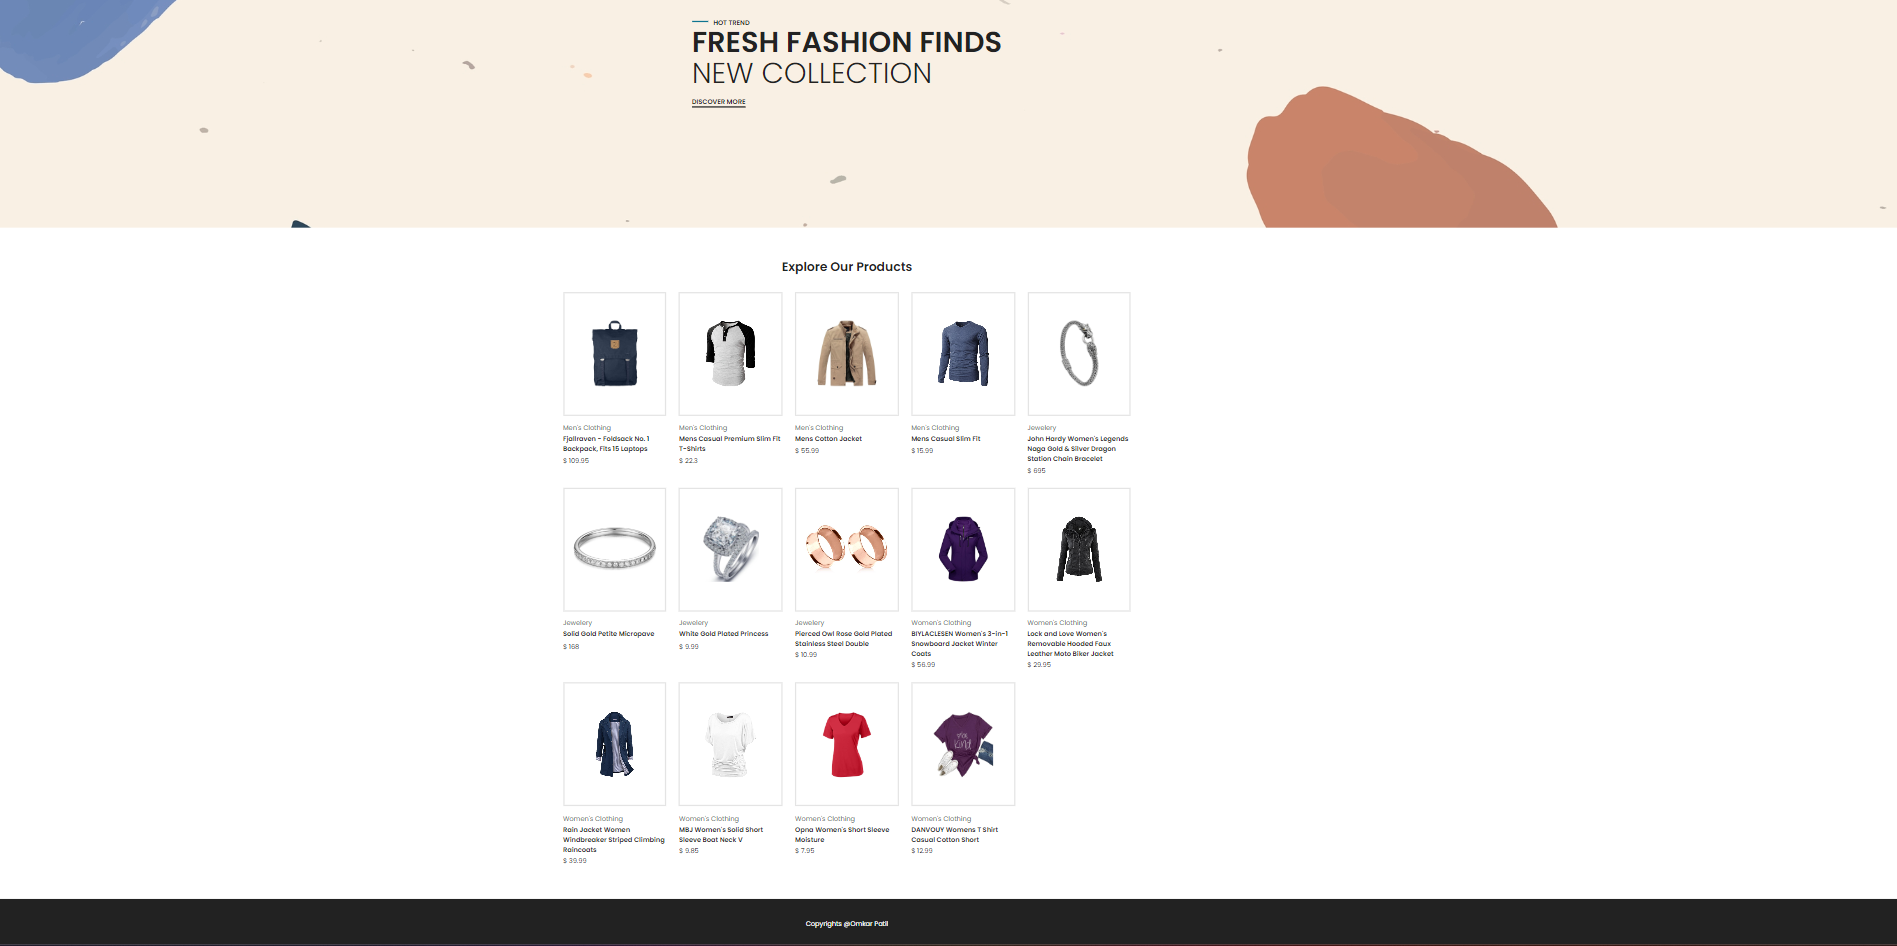 HOT TREND
FRESH FASHION FINDS
NEW COLLECTION
DISCOVER MORE
Explore Our Products
Men's Clothing
Fjallraven - Foldsack No. 1
Backpack, Fits 15 Laptops
$ 109.95
Men's Clothing
Mens Casual Premium Slim Fit
T-Shirts
$ 22.3
Men's Clothing
Mens Cotton Jacket
$ 55.99
Men's Clothing
Mens Casual Slim Fit
$ 15.99
Jewelery
John Hardy Women's Legends
Naga Gold & Silver Dragon
Station Chain Bracelet
$ 695
Jewelery
Solid Gold Petite Micropave
$ 168
Jewelery
White Gold Plated Princess
$ 9.99
Jewelery
Pierced Owl Rose Gold Plated
Stainless Steel Double
$ 10.99
Women's Clothing
BIYLACLESEN Women's 3-in-1
Snowboard Jacket Winter
Coats
$ 56.99
Women's Clothing
Lock and Love Women's
Removable Hooded Faux
Leather Moto Biker Jacket
$ 29.95
kind
Women's Clothing
Rain Jacket Women
Windbreaker Striped Climbing
Raincoats
$ 39.99
Women's Clothing
MBJ Women's Solid Short
Sleeve Boat Neck V
$ 9.85
Women's Clothing
Opna Women's Short Sleeve
Moisture
$ 7.95
Women's Clothing
DANVOUY Womens T Shirt
Casual Cotton Short
$ 12.99
Copyrights @Omkar Patil